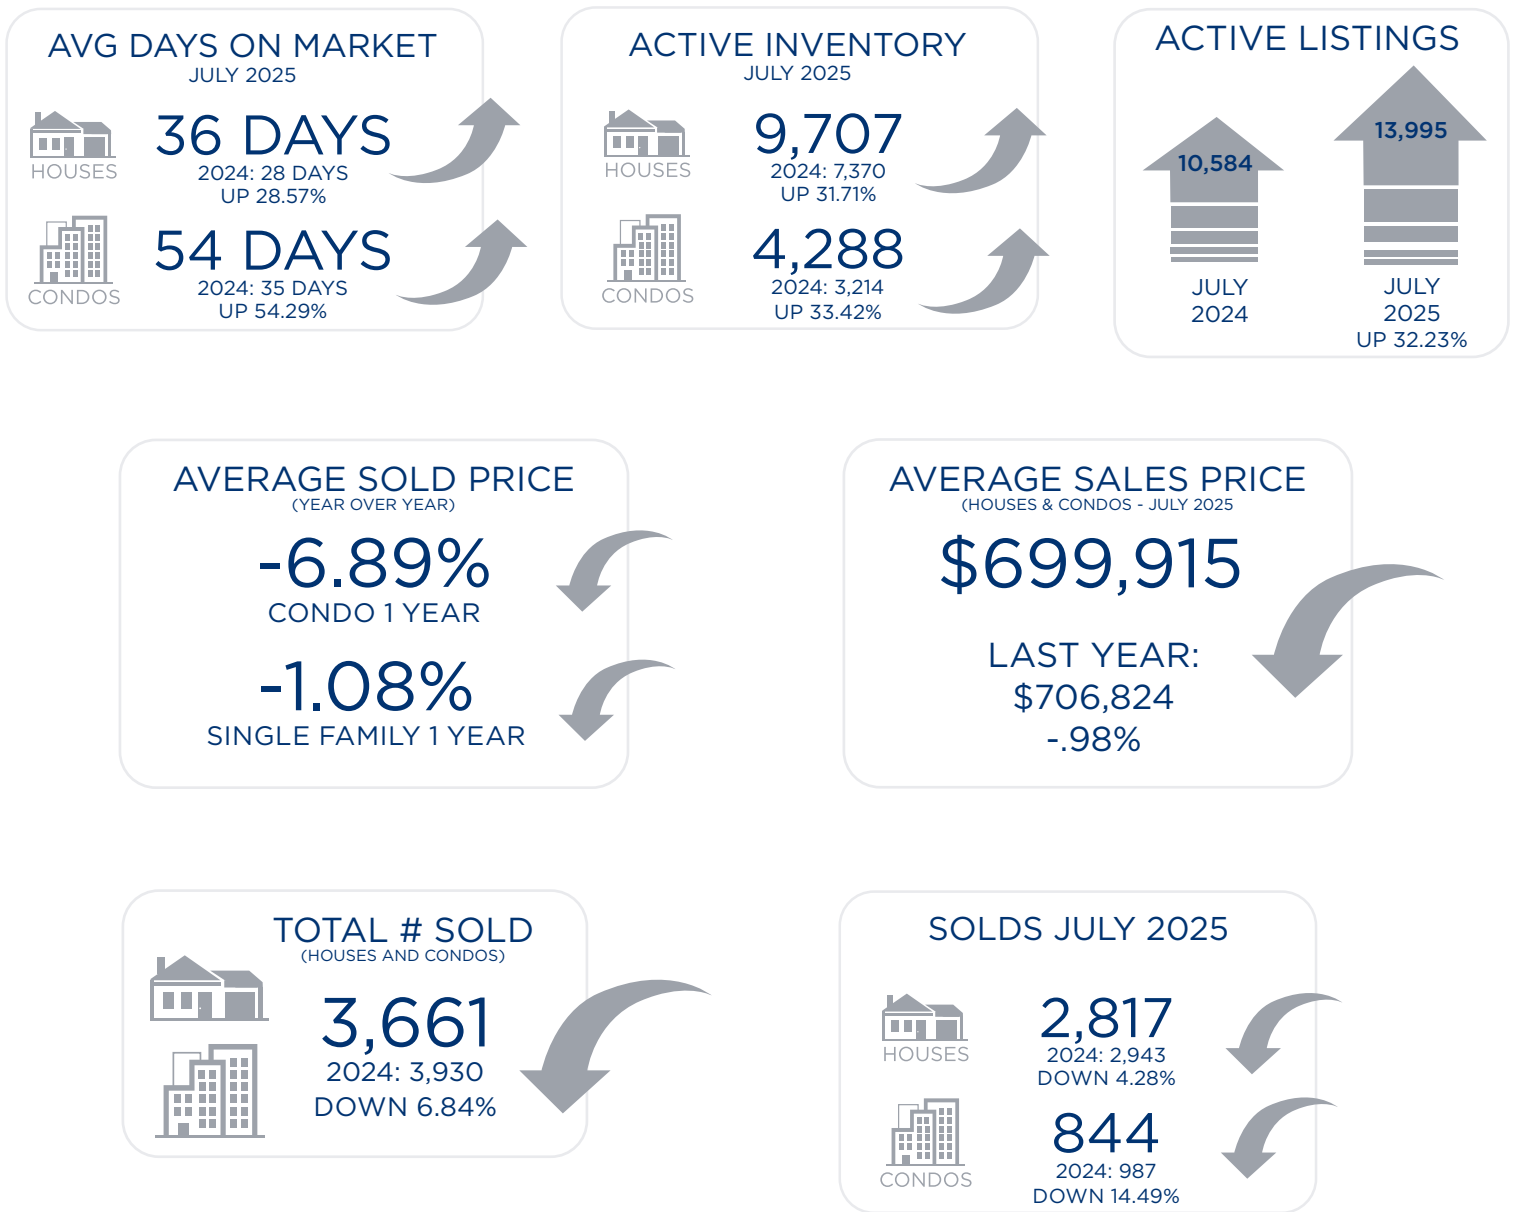 AVG DAYS ON MARKET
JULY 2025
HOUSES
36 DAYS
2024: 28 DAYS
UP 28.57%
CONDOS
54 DAYS
2024: 35 DAYS
UP 54.29%
ACTIVE INVENTORY
JULY 2025
HOUSES
9,707
2024: 7,370
UP 31.71%
CONDOS
4,288
2024: 3,214
UP 33.42%
ACTIVE LISTINGS
10,584
JULY
2024
13,995
JULY
2025
UP 32.23%
AVERAGE SOLD PRICE
(YEAR OVER YEAR)
-6.89%
CONDO 1 YEAR
-1.08%
SINGLE FAMILY 1 YEAR
AVERAGE SALES PRICE
(HOUSES & CONDOS - JULY 2025
$699,915
LAST YEAR:
$706,824
-.98%
TOTAL # SOLD
(HOUSES AND CONDOS)
3,661
2024: 3,930
DOWN 6.84%
SOLDS JULY 2025
HOUSES
2,817
2024: 2,943
DOWN 4.28%
CONDOS
844
2024: 987
DOWN 14.49%